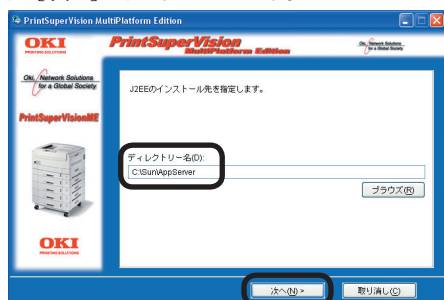 PrintSuperVision MultiPlatform Edition
OKI
PRINTING SOLUTIONS
PrintSuperVision
MultiPlatform Edition
Oki, Network Solutions
for a Global Society
Oki, Network Solutions
for a Global Society
PrintSuperVisionME
J2EEのインストール先を指定します。
ディレクトリー名(D):
C:\Sun\AppServer
ブラウズ(R)
OKI
PRINTING SOLUTIONS
次へ(N) >
取り消し(C)